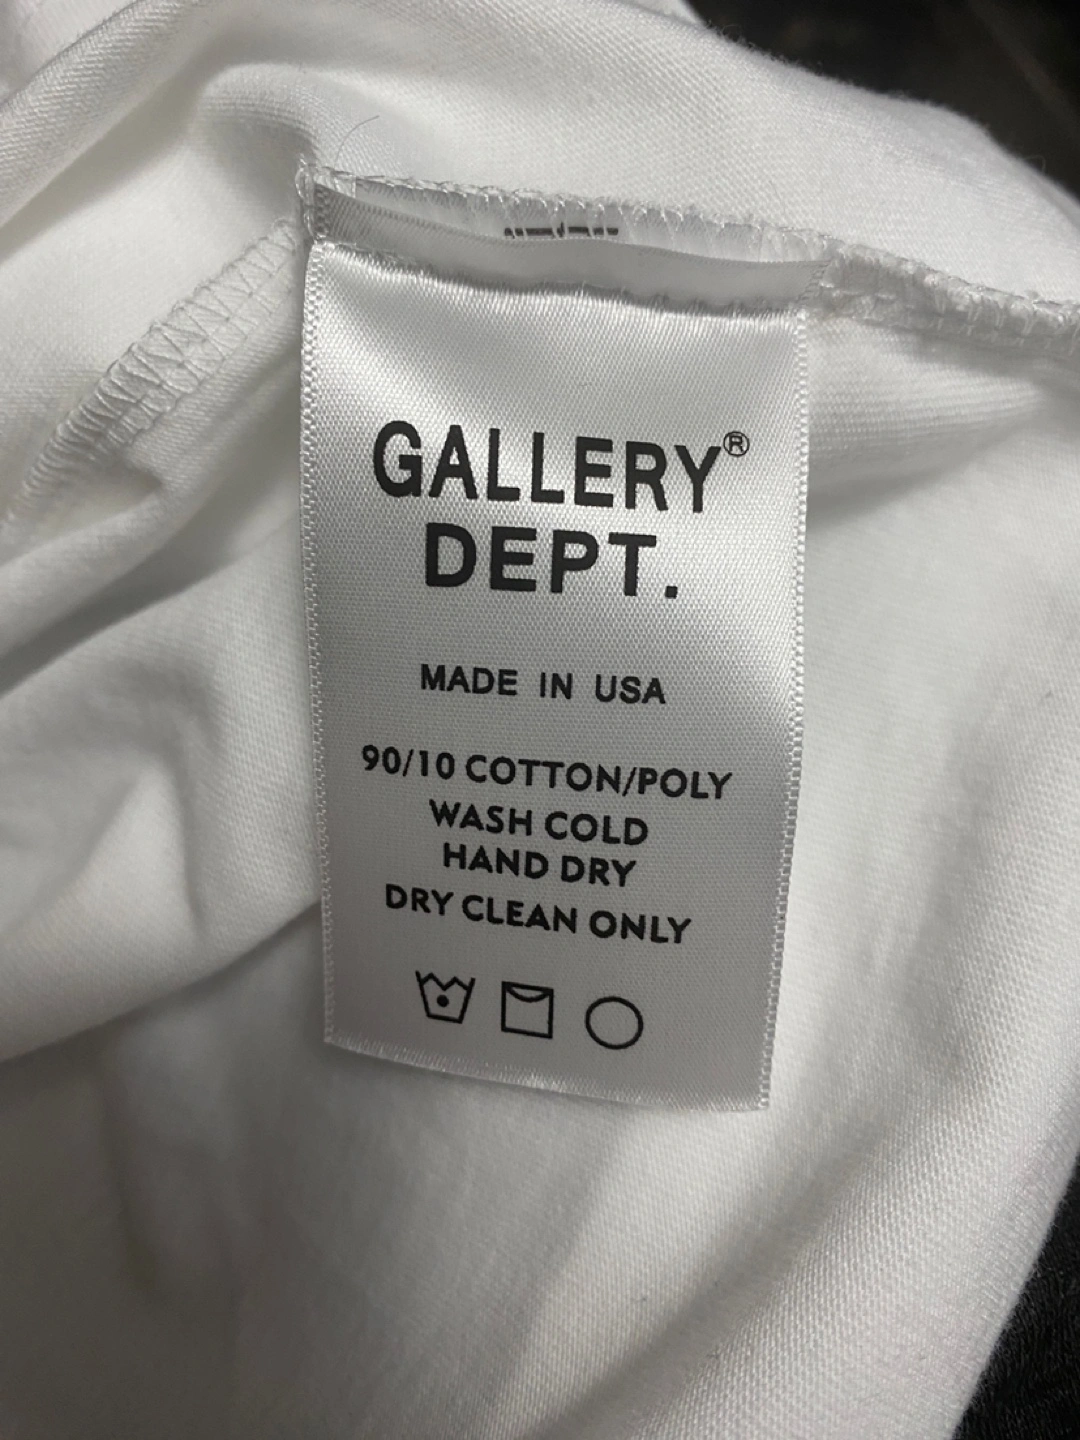 GALLERY®
DEPT.
MADE IN USA
90/10 COTTON/POLY
WASH COLD
HAND DRY
DRY CLEAN ONLY